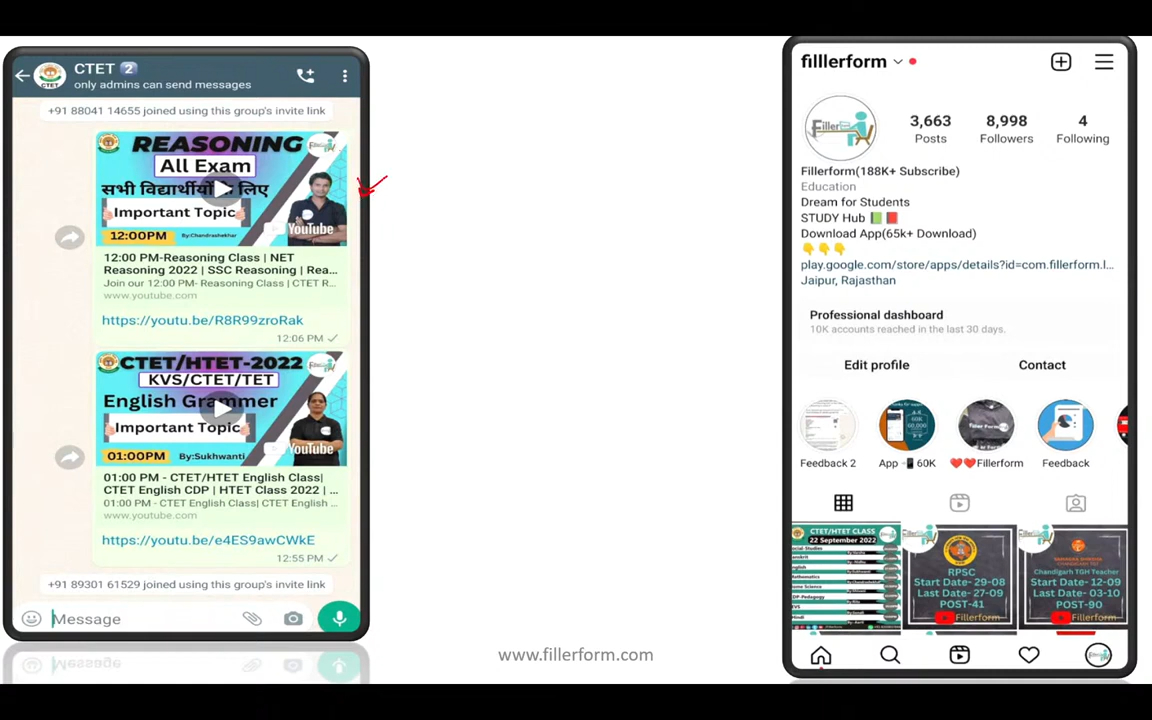 CTET 2
only admins can send messages
+91 88041 14655 joined using this group's invite link
REASONING
All Exam
सभी विद्यार्थीयों के लिए
Important Topic
12:00PM
By:Chandrashekhar
YouTube
12:00 PM-Reasoning Class | NET
Reasoning 2022 | SSC Reasoning | Rea...
Join our 12:00 PM- Reasoning Class | CTET R...
www.youtube.com
https://youtu.be/R8R99zroRak
12:06 PM
CTET/HTET-2022
KVS/CTET/TET
English Grammer
Important Topic
01:00PM
By:Sukhwanti
YouTube
01:00 PM - CTET/HTET English Class|
CTET English CDP | HTET Class 2022 | ...
01:00 PM - CTET English Class| CTET English ...
www.youtube.com
https://youtu.be/e4ES9awCWkE
12:55 PM
+91 89301 61529 joined using this group's invite link
Message
www.fillerform.com
filllerform
3,663
Posts
8,998
Followers
4
Following
Fillerform(188K+ Subscribe)
Education
Dream for Students
STUDY Hub
Download App(65k+ Download)
play.google.com/store/apps/details?id=com.fillerform.l...
Jaipur, Rajasthan
Professional dashboard
10K accounts reached in the last 30 days.
Edit profile
Contact
Feedback 2
App 60K
Fillerform
Feedback
CTET/HTET CLASS
22 September 2022
RPSC
Start Date- 29-08
Last Date- 27-09
POST-41
Fillerform
Chandigarh TGH Teacher
Start Date- 12-09
Last Date- 03-10
POST-90
Fillerform